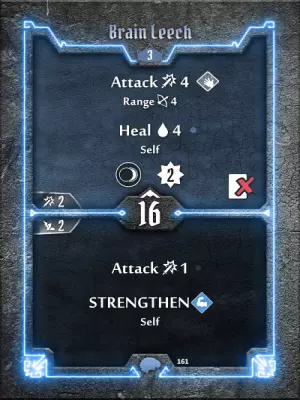 Brain Leech
3
Attack 4
Range 4
Heal 4
Self
2
2
16
2
Attack 1
STRENGTHEN
Self
161